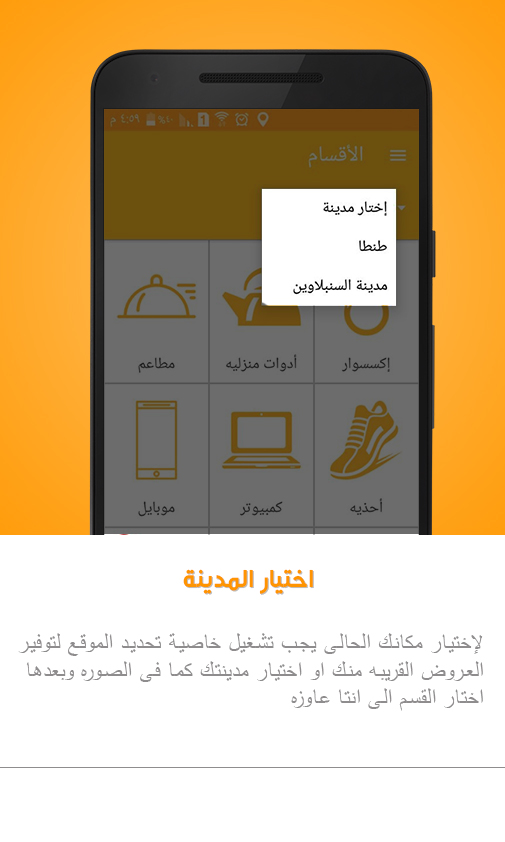 ٤:٥٩ م
٪١٠
1
الأقسام
إختار مدينة
طنطا
مدينة السنبلاوين
إكسسوار
أدوات منزليه
مطاعم
أحذيه
كمبيوتر
موبايل
اختيار المدينة
لإختيار مكانك الحالى يجب تشغيل خاصية تحديد الموقع لتوفير
العروض القريبه منك او اختيار مدينتك كما فى الصوره وبعدها
اختار القسم الى انتا عاوزه